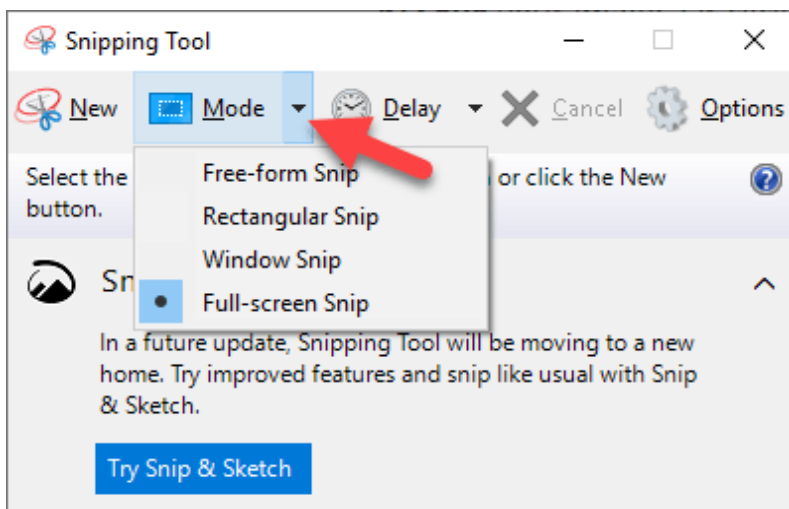 Snipping Tool
New Mode Delay Cancel Options
Select the or click the New
button.
Free-form Snip
Rectangular Snip
Window Snip
Full-screen Snip
Sn
In a future update, Snipping Tool will be moving to a new
home. Try improved features and snip like usual with Snip
& Sketch.
Try Snip & Sketch